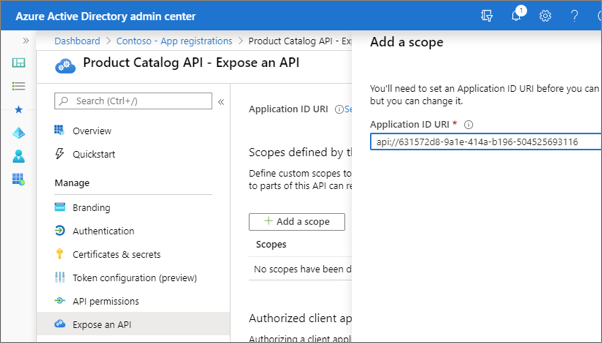 Azure Active Directory admin center
1
Dashboard > Contoso - App registrations > Product Catalog API - Exp
Product Catalog API - Expose an API
Search (Ctrl+/)
Overview
Quickstart
Manage
Branding
Authentication
Certificates & secrets
Token configuration (preview)
API permissions
Expose an API
Application ID URI Se
Scopes defined by th
Define custom scopes to
to parts of this API can re
+ Add a scope
Scopes
No scopes have been d
Authorized client app
Authorizing a client applic
Add a scope
You'll need to set an Application ID URI before you can
but you can change it.
Application ID URI *
api://631572d8-9a1e-414a-b196-504525693116